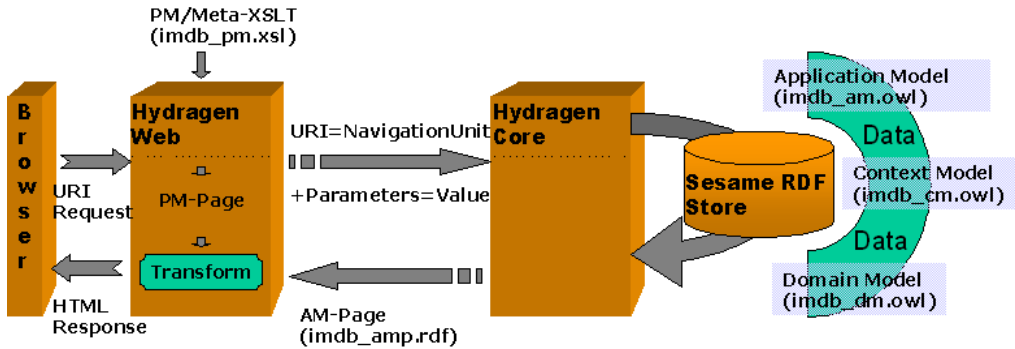 PM/Meta-XSLT
(imdb_pm.xsl)
Browser
Hydragen
Web
PM-Page
Transform
URI
Request
HTML
Response
URI=NavigationUnit
+Parameters=Value
AM-Page
(imdb_amp.rdf)
Hydragen
Core
Sesame RDF
Store
Application Model
(imdb_am.owl)
Data
Context Model
(imdb_cm.owl)
Data
Domain Model
(imdb_dm.owl)